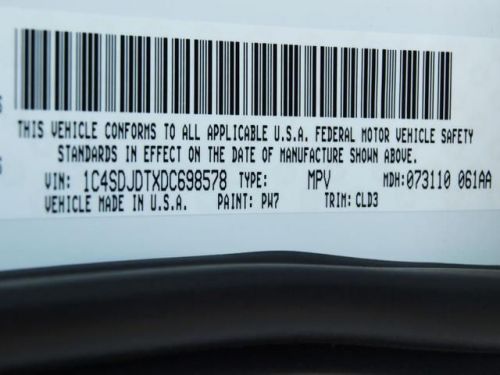 THIS VEHICLE CONFORMS TO ALL APPLICABLE U.S.A. FEDERAL MOTOR VEHICLE SAFETY
STANDARDS IN EFFECT ON THE DATE OF MANUFACTURE SHOWN ABOVE.
VIN: 1C4SDJDTXDC698578 TYPE: MPV MDH:073110 061AA
VEHICLE MADE IN U.S.A. PAINT: PW7 TRIM: CLD3